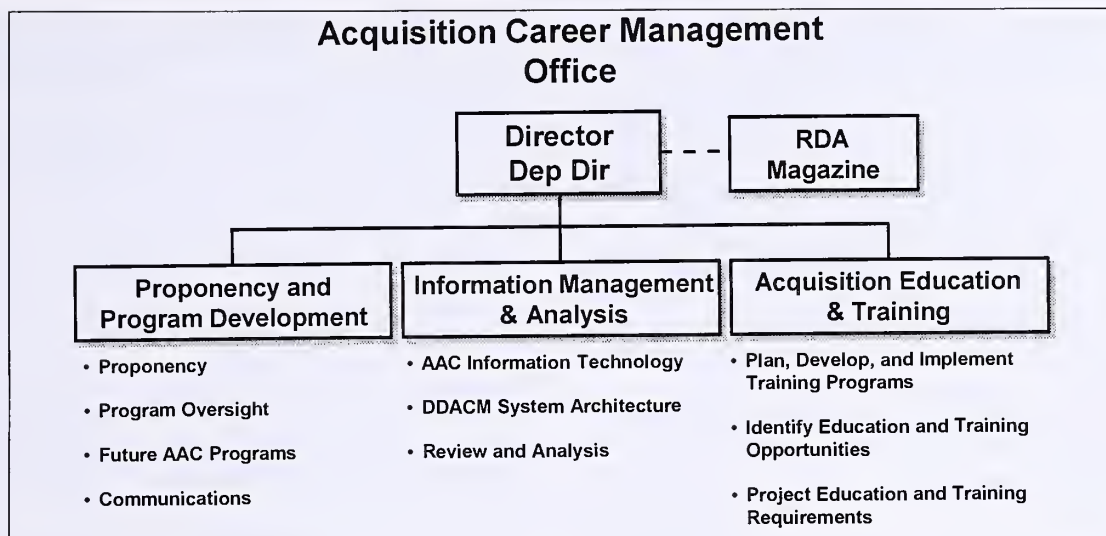 Acquisition Career Management
Office
Director
Dep Dir
RDA
Magazine
Proponency and
Program Development
• Proponency
• Program Oversight
• Future AAC Programs
• Communications
Information Management
& Analysis
• AAC Information Technology
• DDACM System Architecture
• Review and Analysis
Acquisition Education
& Training
• Plan, Develop, and Implement
Training Programs
• Identify Education and Training
Opportunities
• Project Education and Training
Requirements